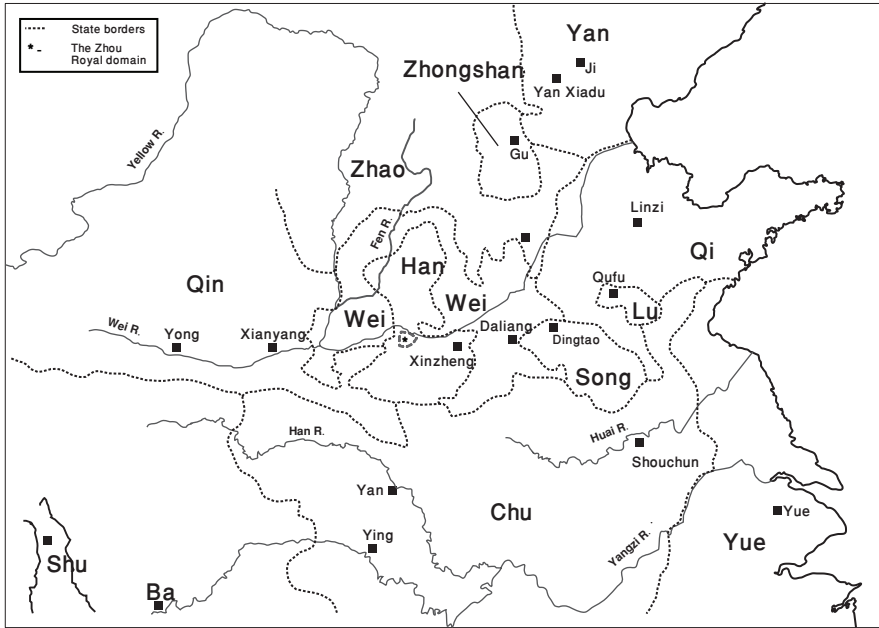 State borders
* - The Zhou
Royal domain
Yan
Ji
Yan Xiadu
Zhongshan
Gu
Yellow R.
Zhao
Fen R.
Linzi
Qi
Han
Qin
Wei
Qufu
Lu
Wei
Wei R.
Yong
Xianyang
*
Xinzheng
Daliang
Dingtao
Song
Han R.
Huai R.
Shouchun
Yan
Chu
Yue
Ying
Yangzi R.
Yue
Shu
Ba